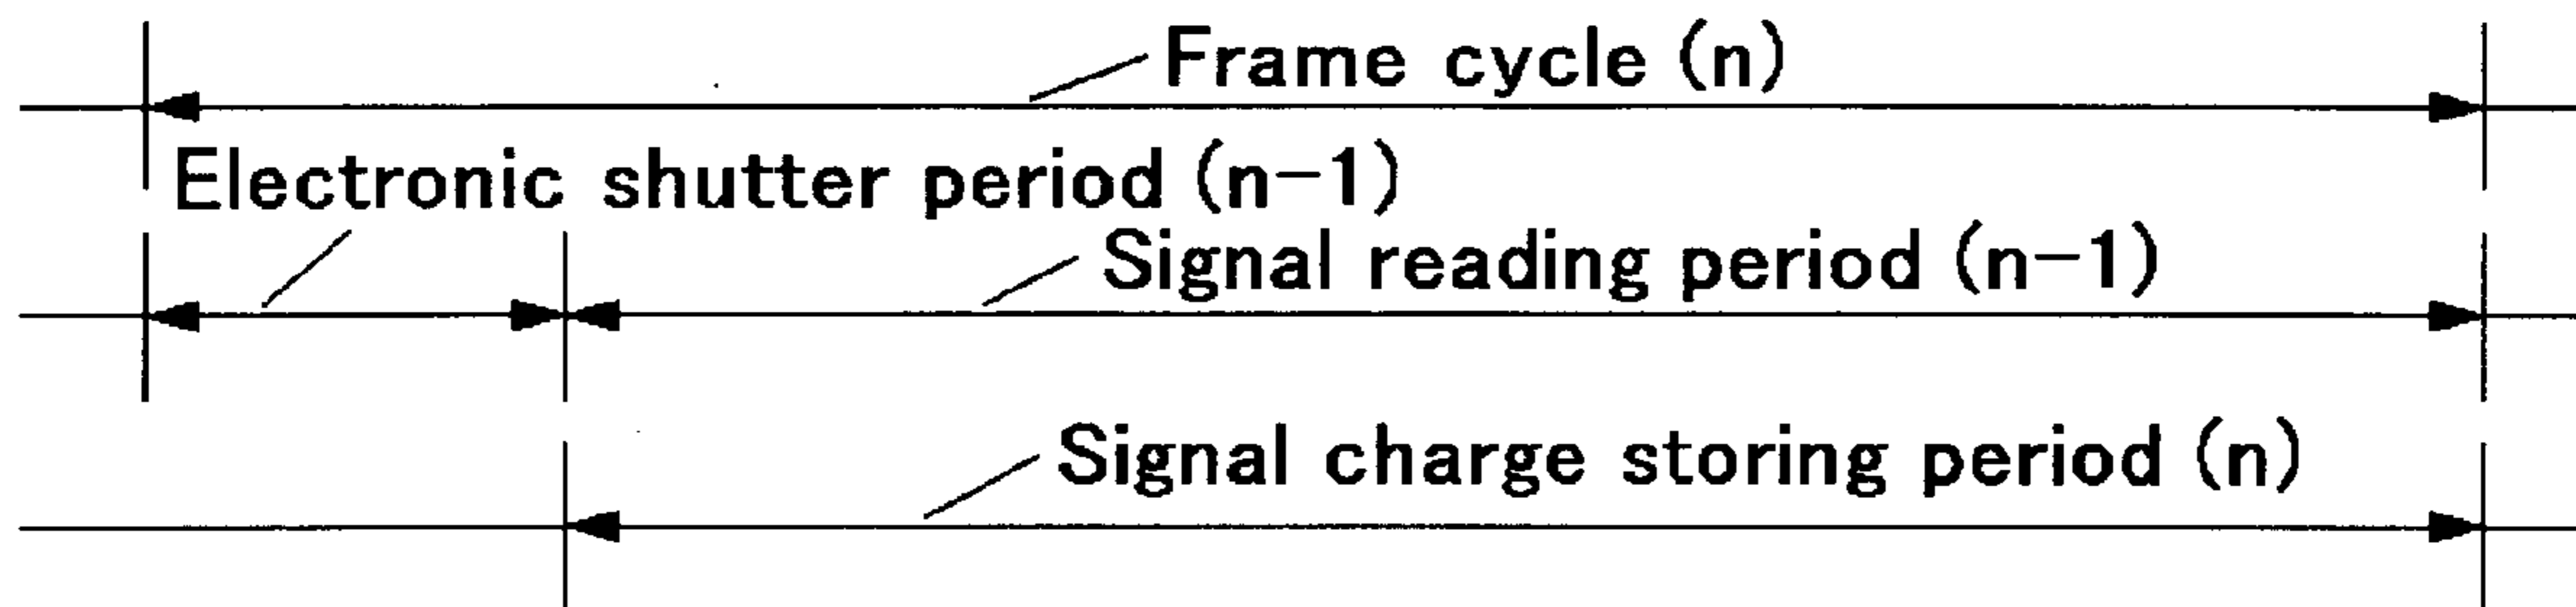 Frame cycle (n)
Electronic shutter period (n-1)
Signal reading period (n-1)
Signal charge storing period (n)